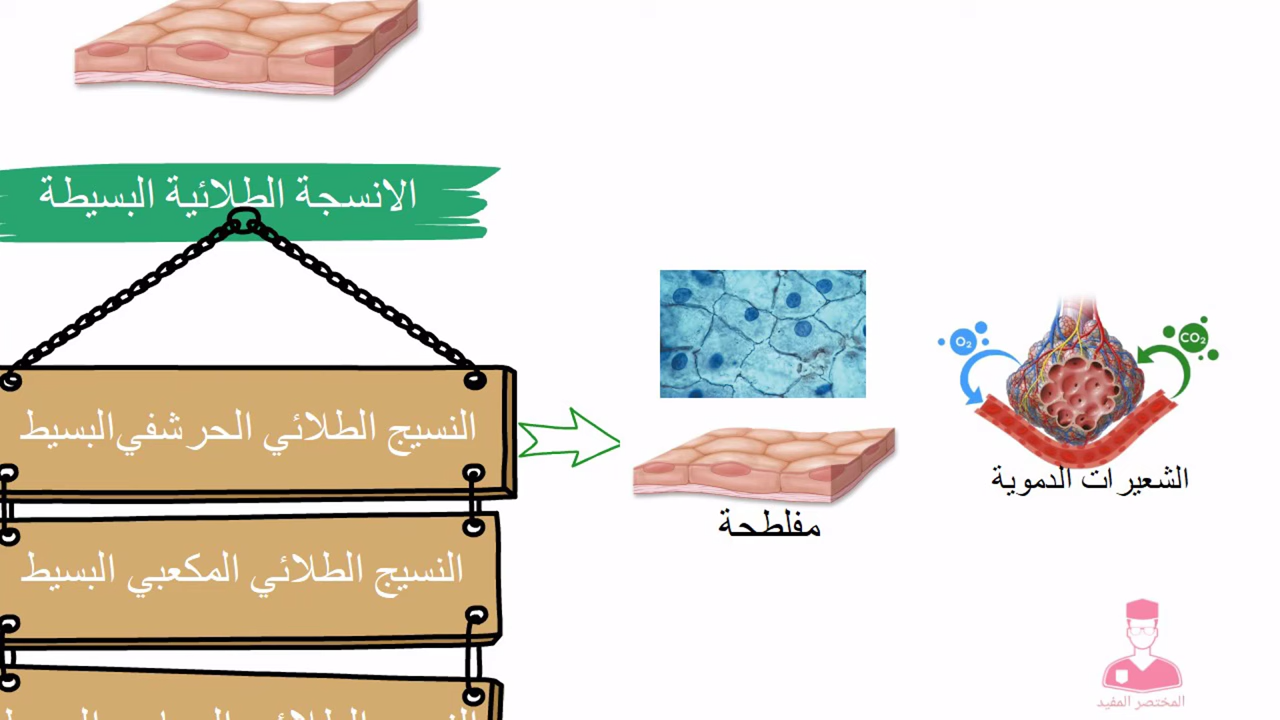 الانسجة الطلائية البسيطة
النسيج الطلائي الحرشفي البسيط
O2
CO2
الشعيرات الدموية
مفلطحة
النسيج الطلائي المكعبي البسيط
المختصر المفيد